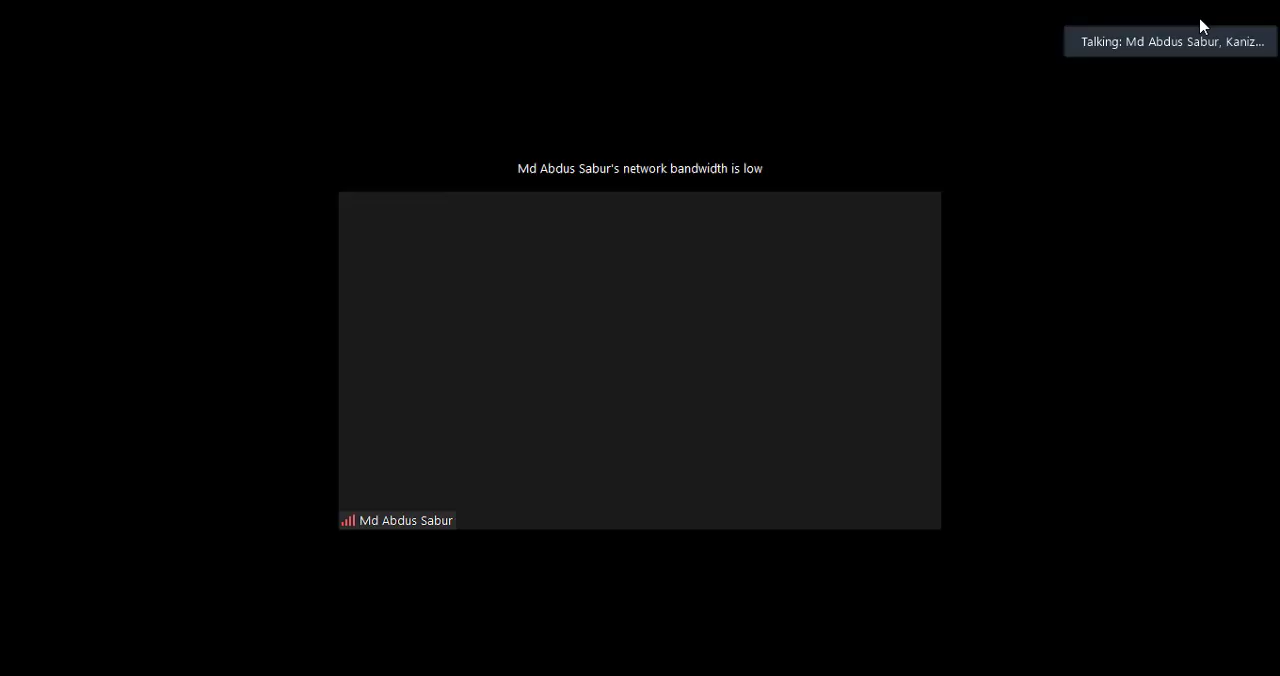 Talking: Md Abdus Sabur, Kaniz...
Md Abdus Sabur's network bandwidth is low
Md Abdus Sabur